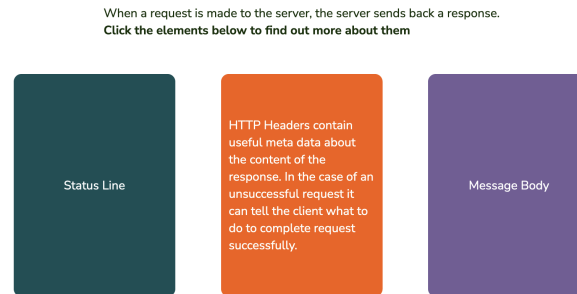 When a request is made to the server, the server sends back a response.
Click the elements below to find out more about them
Status Line
HTTP Headers contain
useful meta data about
the content of the
response. In the case of an
unsuccessful request it
can tell the client what to
do to complete request
successfully.
Message Body